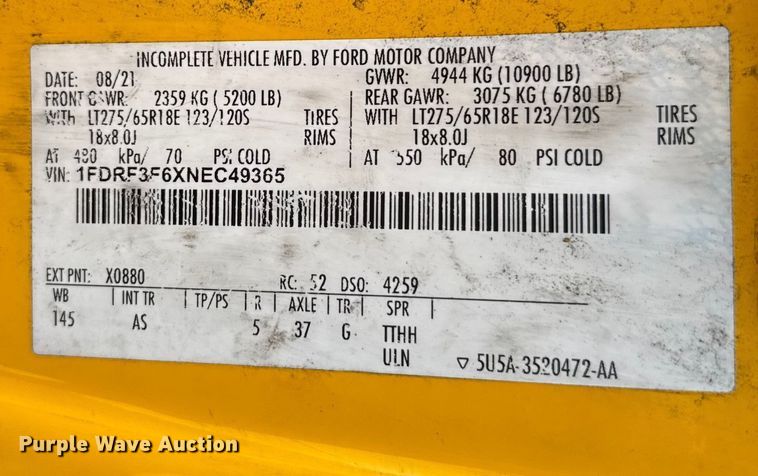 INCOMPLETE VEHICLE MFD. BY FORD MOTOR COMPANY
DATE: 08/21 GVWR: 4944 KG (10900 LB)
FRONT GAWR: 2359 KG ( 5200 LB) REAR GAWR: 3075 KG ( 6780 LB)
WITH LT275/65R18E 123/120S TIRES WITH LT275/65R18E 123/120S TIRES
18x8.0J RIMS 18x8.0J RIMS
AT 480 kPa/ 70 PSI COLD AT 550 kPa/ 80 PSI COLD
VIN: 1FDRF3F6XNEC49365
EXT PNT: X0880 RC: 52 DSO: 4259
WB | INT TR | TP/PS | R | AXLE | TR | SPR |
145 AS 5 37 G TTHH
ULN ▽ 5U5A-3520472-AA
Purple Wave Auction